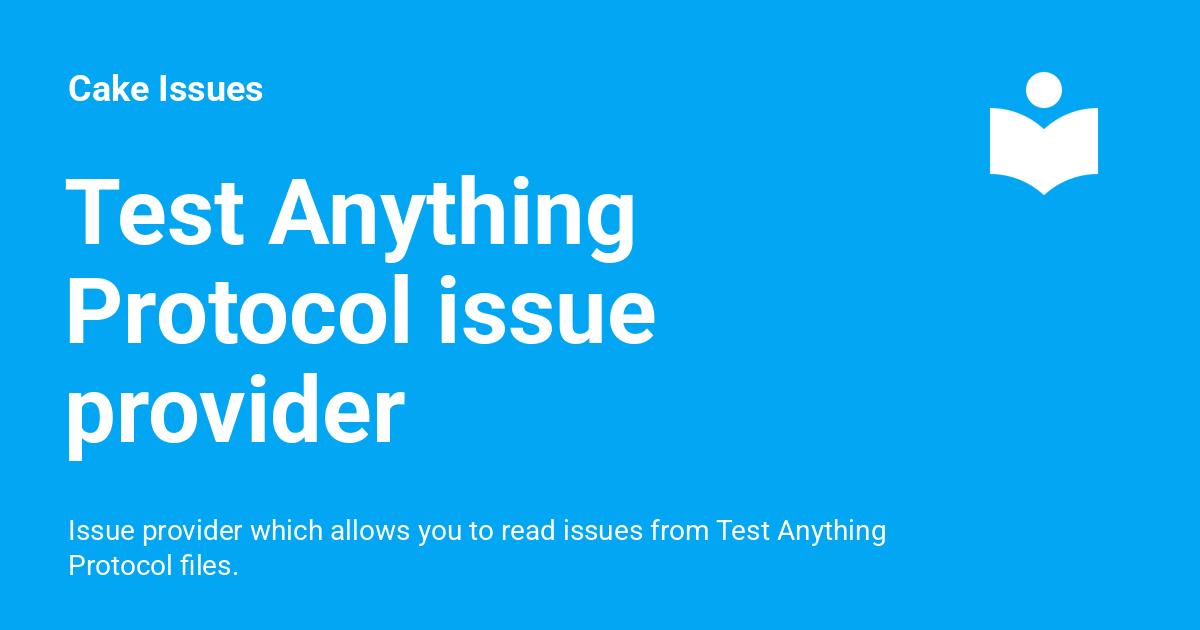 Cake Issues
Test Anything
Protocol issue
provider
Issue provider which allows you to read issues from Test Anything
Protocol files.